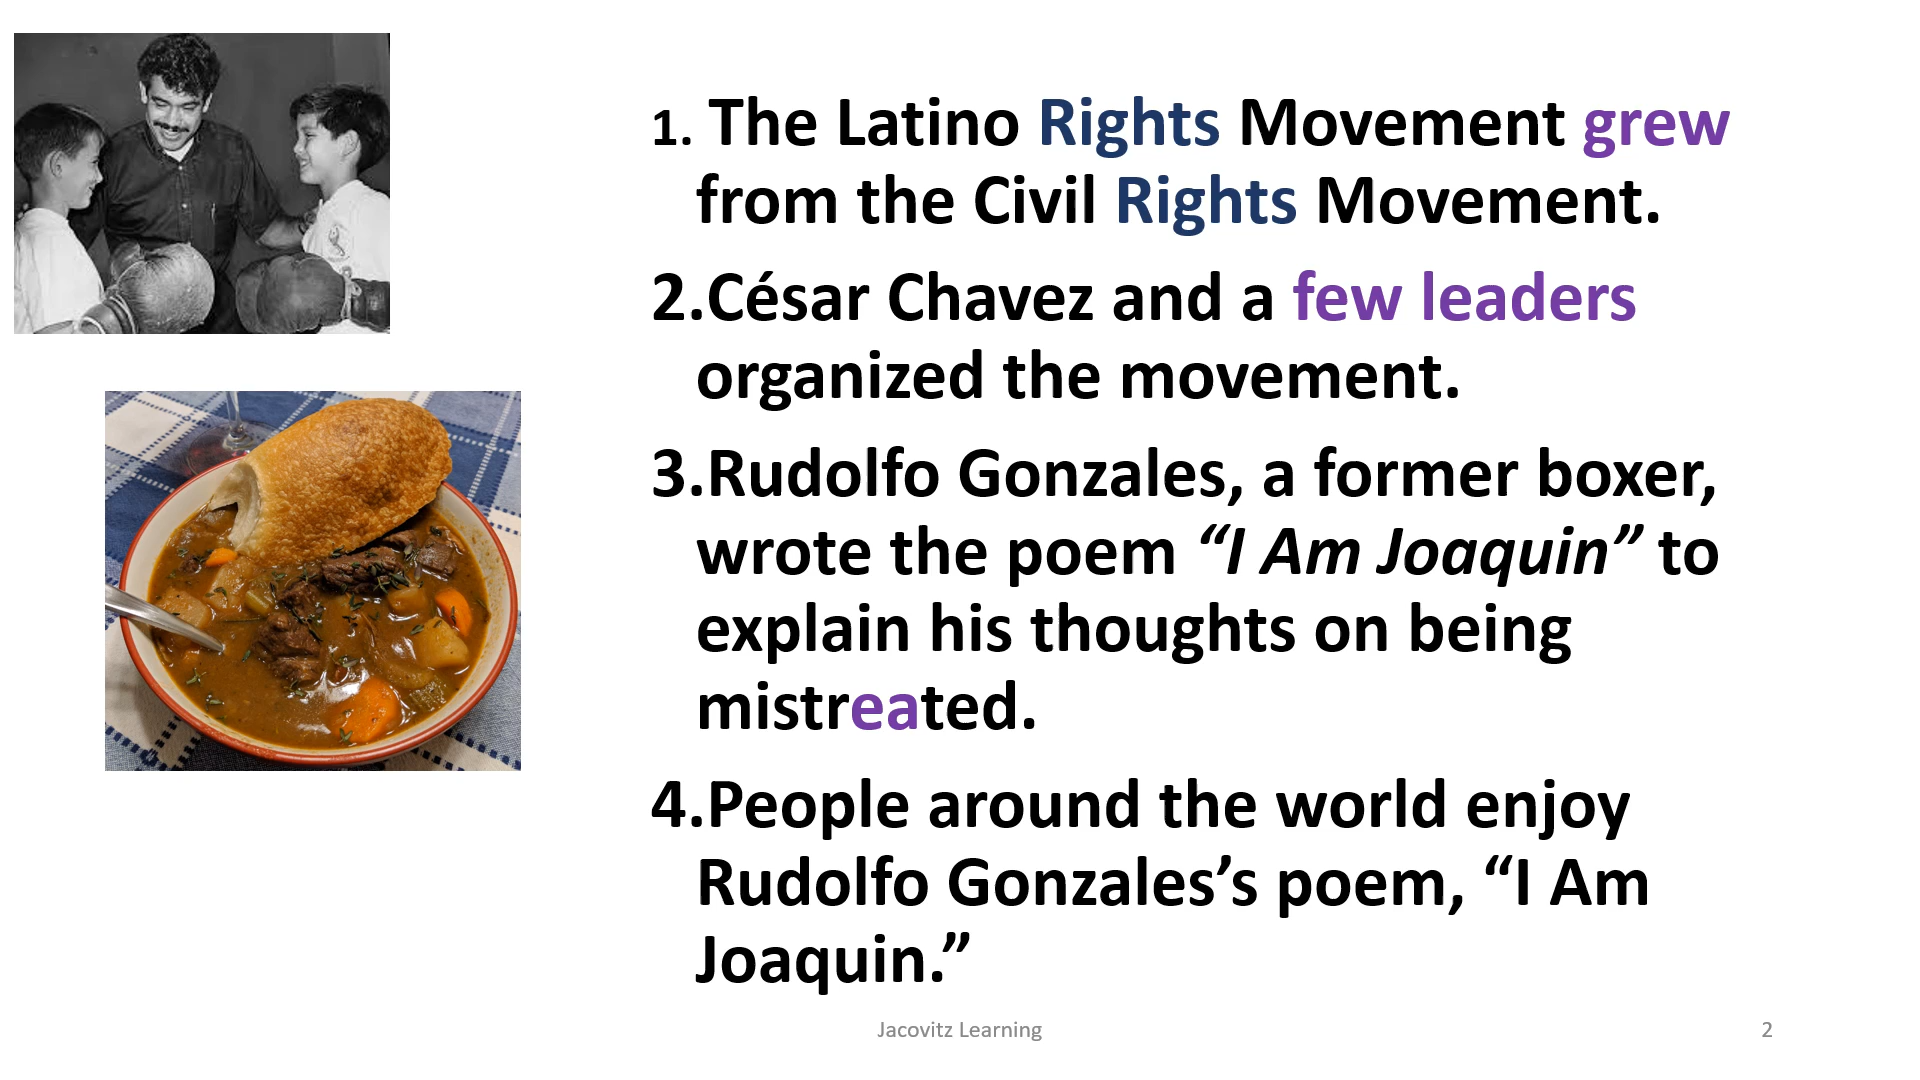 1. The Latino Rights Movement grew
from the Civil Rights Movement.
2.César Chavez and a few leaders
organized the movement.
3.Rudolfo Gonzales, a former boxer,
wrote the poem “I Am Joaquin” to
explain his thoughts on being
mistreated.
4.People around the world enjoy
Rudolfo Gonzales’s poem, “I Am
Joaquin.”
Jacovitz Learning
2